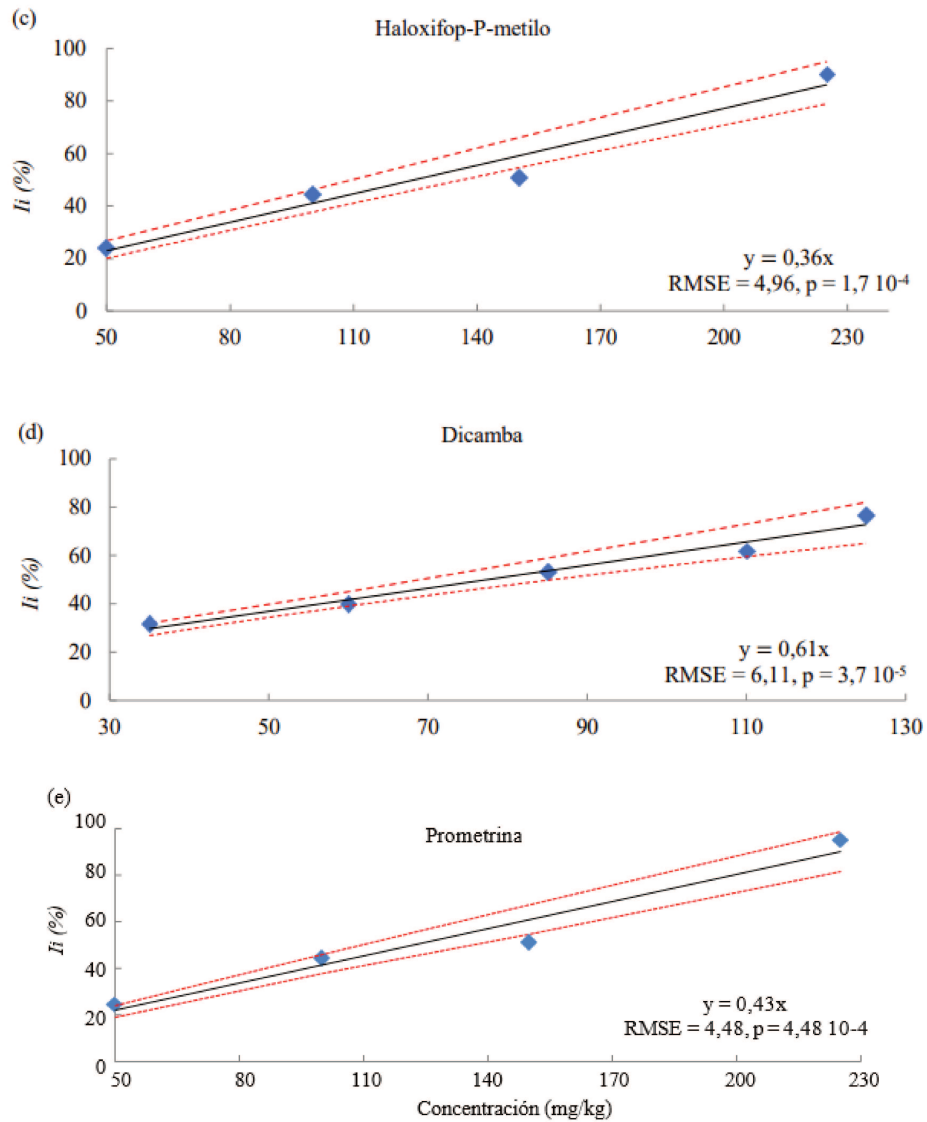 (c)
Haloxifop-P-metilo
100
80
60
40
20
0
Ii (%)
y = 0,36x
RMSE = 4,96, p = 1,7 10-4
50 80 110 140 170 200 230
(d)
Dicamba
100
80
60
40
20
0
Ii (%)
y = 0,61x
RMSE = 6,11, p = 3,7 10-5
30 50 70 90 110 130
(e)
Prometrina
100
80
60
40
20
0
Ii (%)
y = 0,43x
RMSE = 4,48, p = 4,48 10-4
50 80 110 140 170 200 230
Concentración (mg/kg)